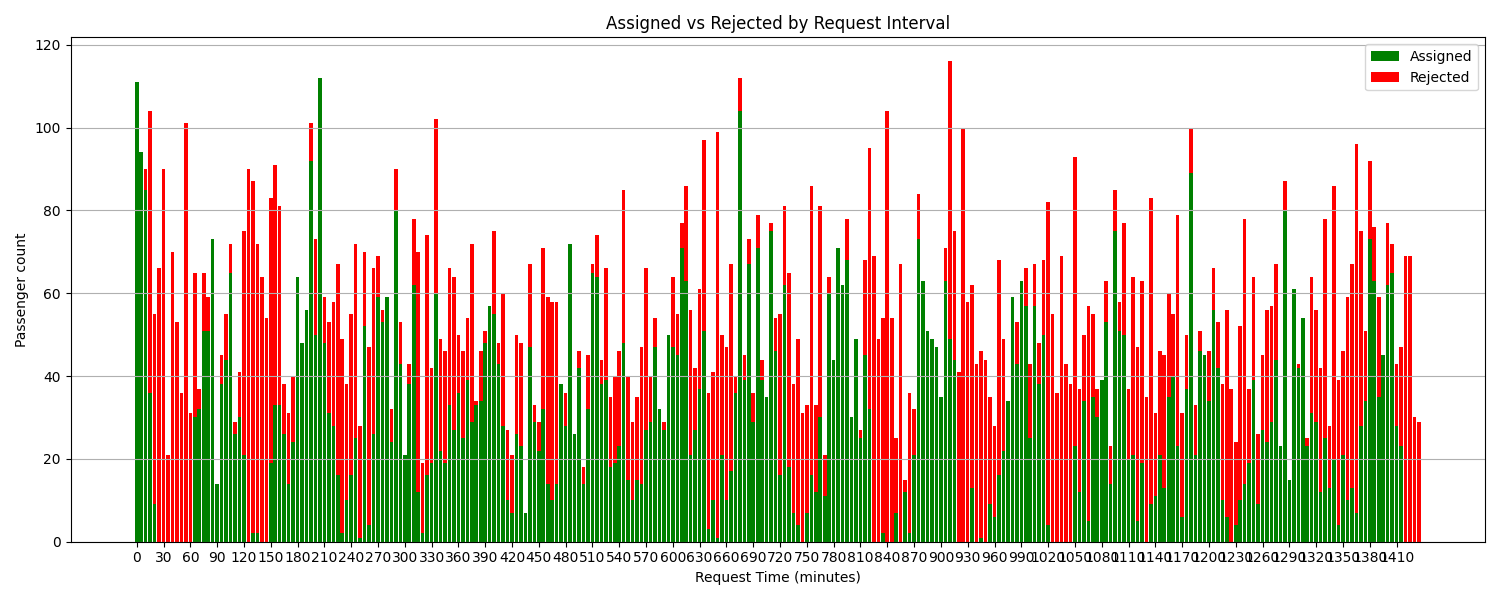 Assigned vs Rejected by Request Interval
Assigned
Rejected
Passenger count
120
100
80
60
40
20
0
0 30 60 90 120 150 180 210 240 270 300 330 360 390 420 450 480 510 540 570 600 630 660 690 720 750 780 810 840 870 900 930 960 990 1020 1050 1080 1110 1140 1170 1200 1230 1260 1290 1320 1350 1380 1410
Request Time (minutes)